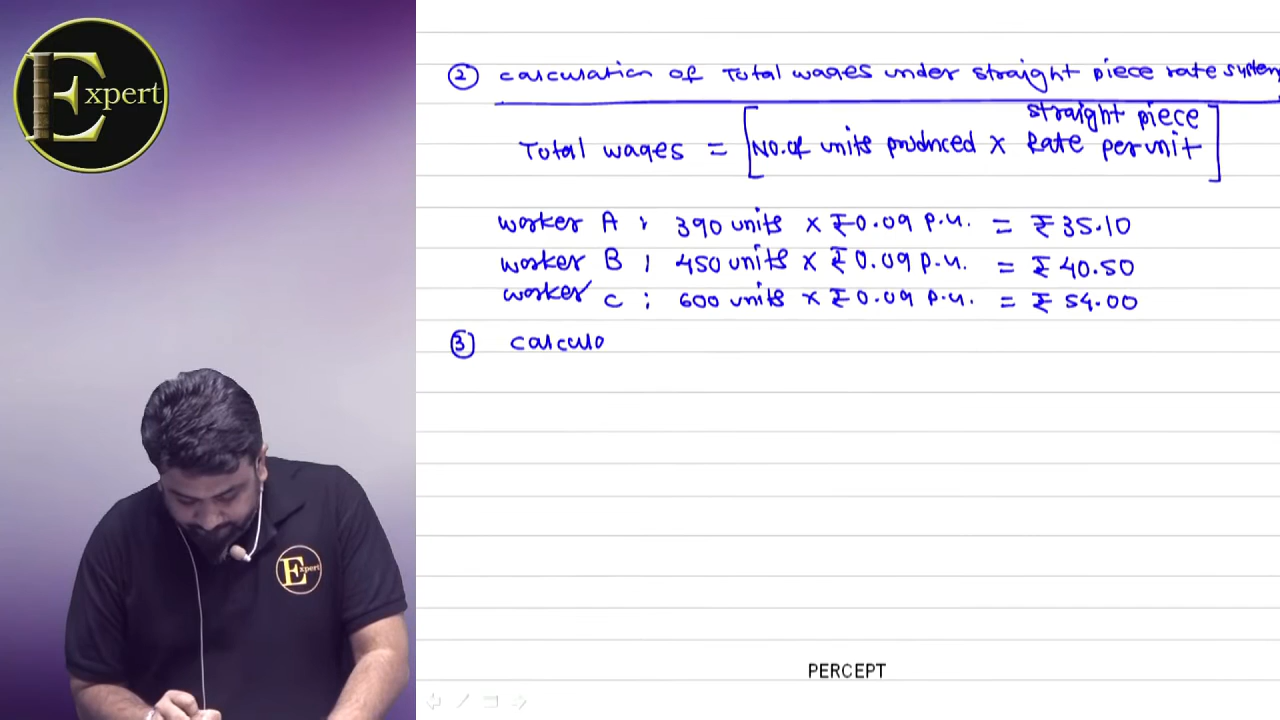 Expert
② calculation of Total wages under straight piece rate system
straight piece
Total wages = [No. of units produced × Rate per unit]
worker A : 390 units × ₹0.09 p.u. = ₹ 35.10
worker B : 450 units × ₹0.09 p.u. = ₹ 40.50
worker C : 600 units × ₹0.09 p.u. = ₹ 54.00
③ calcula
Expert
PERCEPT